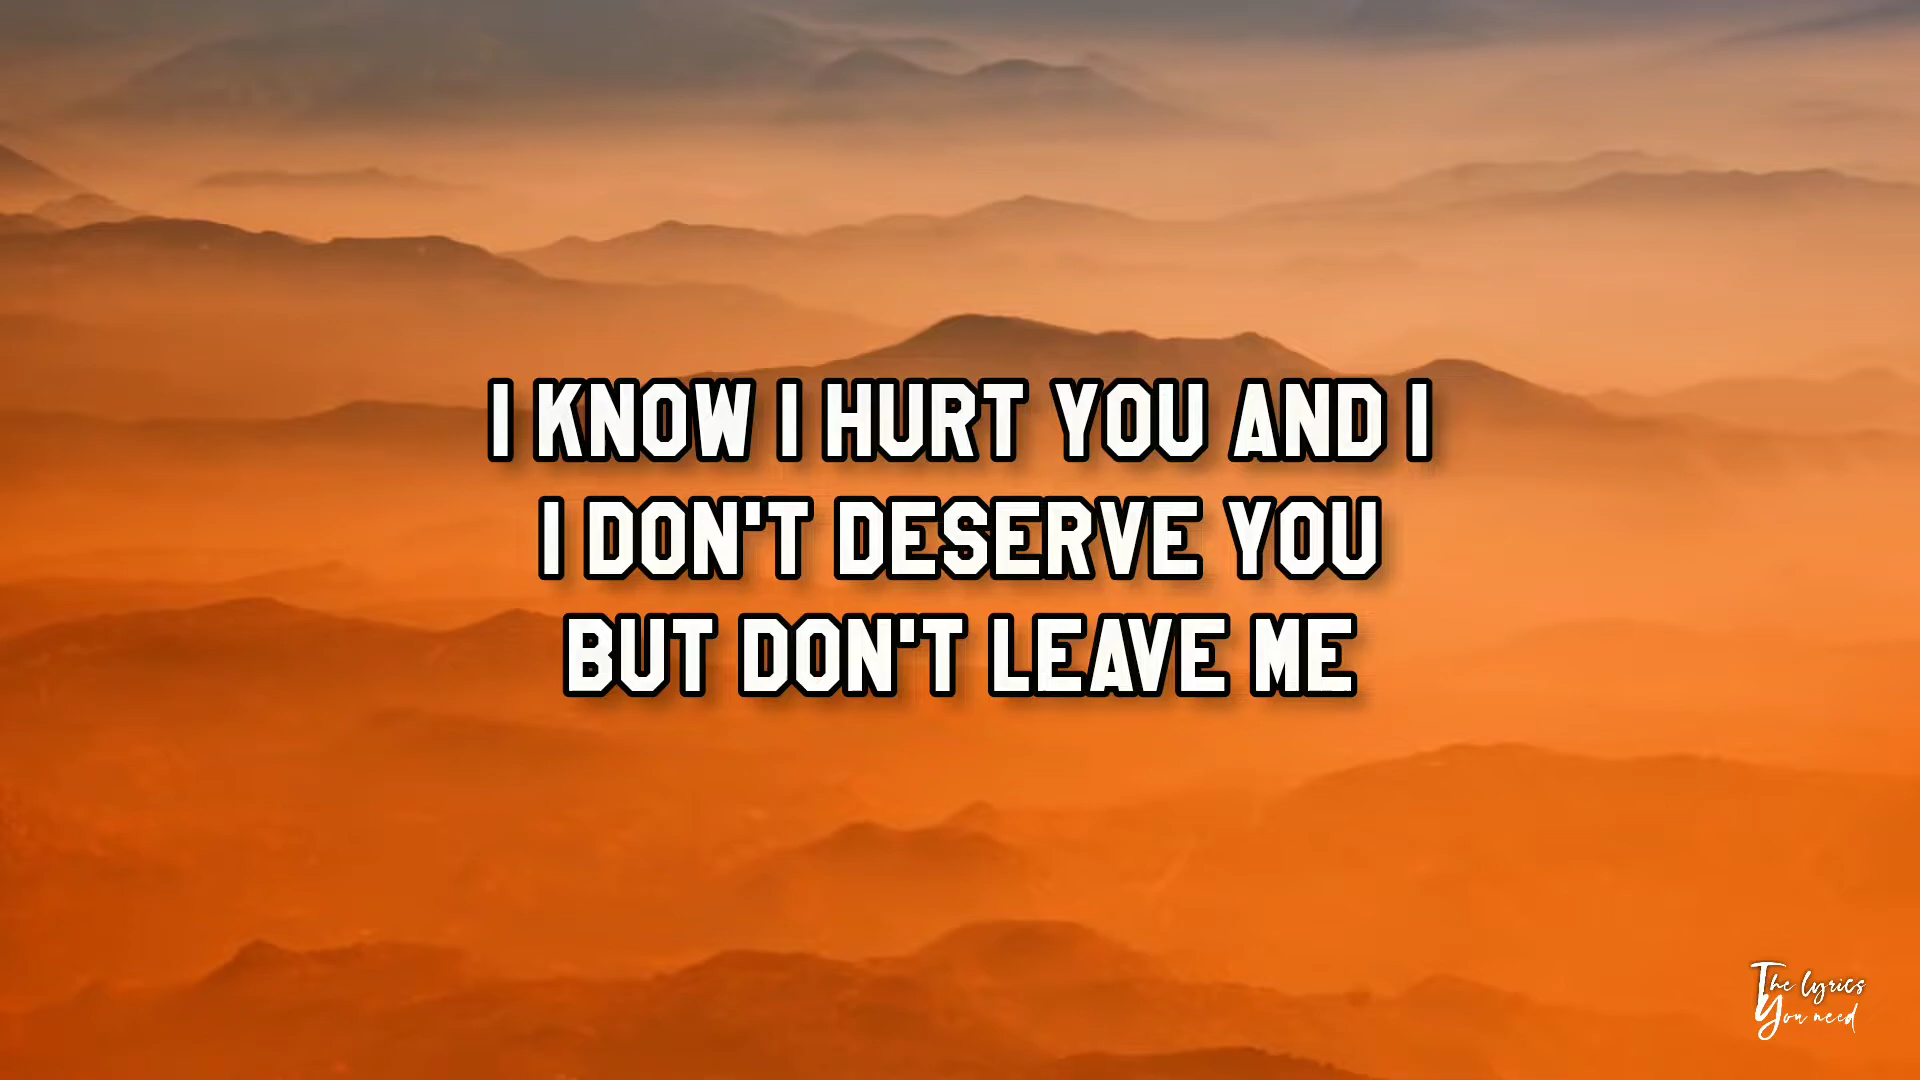 I KNOW I HURT YOU AND I
I DON'T DESERVE YOU
BUT DON'T LEAVE ME
The lyrics
You need